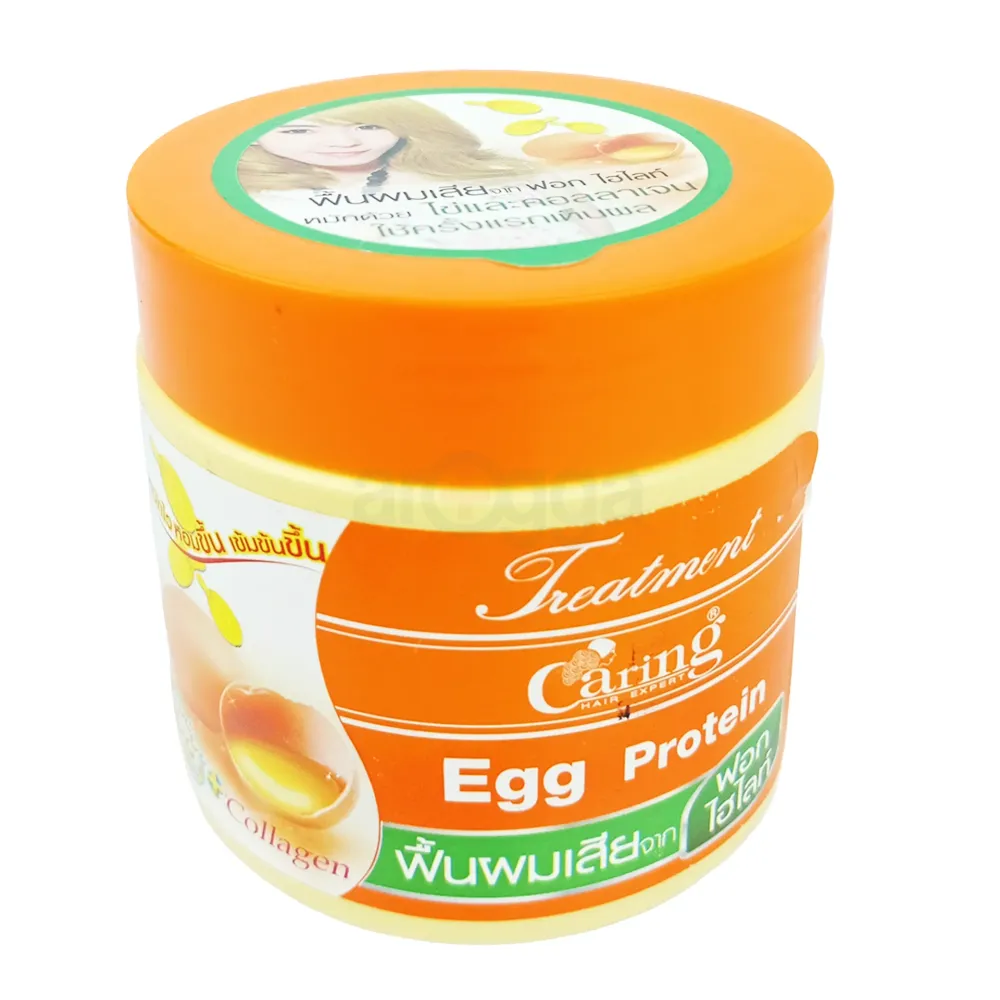 ฟื้นผมเสียจาก ฟอก ไฮไลท์
หมักด้วย ไข่และคอลลาเจน
ใช้ครั้งแรกเห็นผล
หอมขึ้น เข้มข้นขึ้น
Treatment
Caring®
HAIR EXPERT
Egg Protein
+Collagen
ฟื้นผมเสียจาก ฟอก
ไฮไลท์
arogga